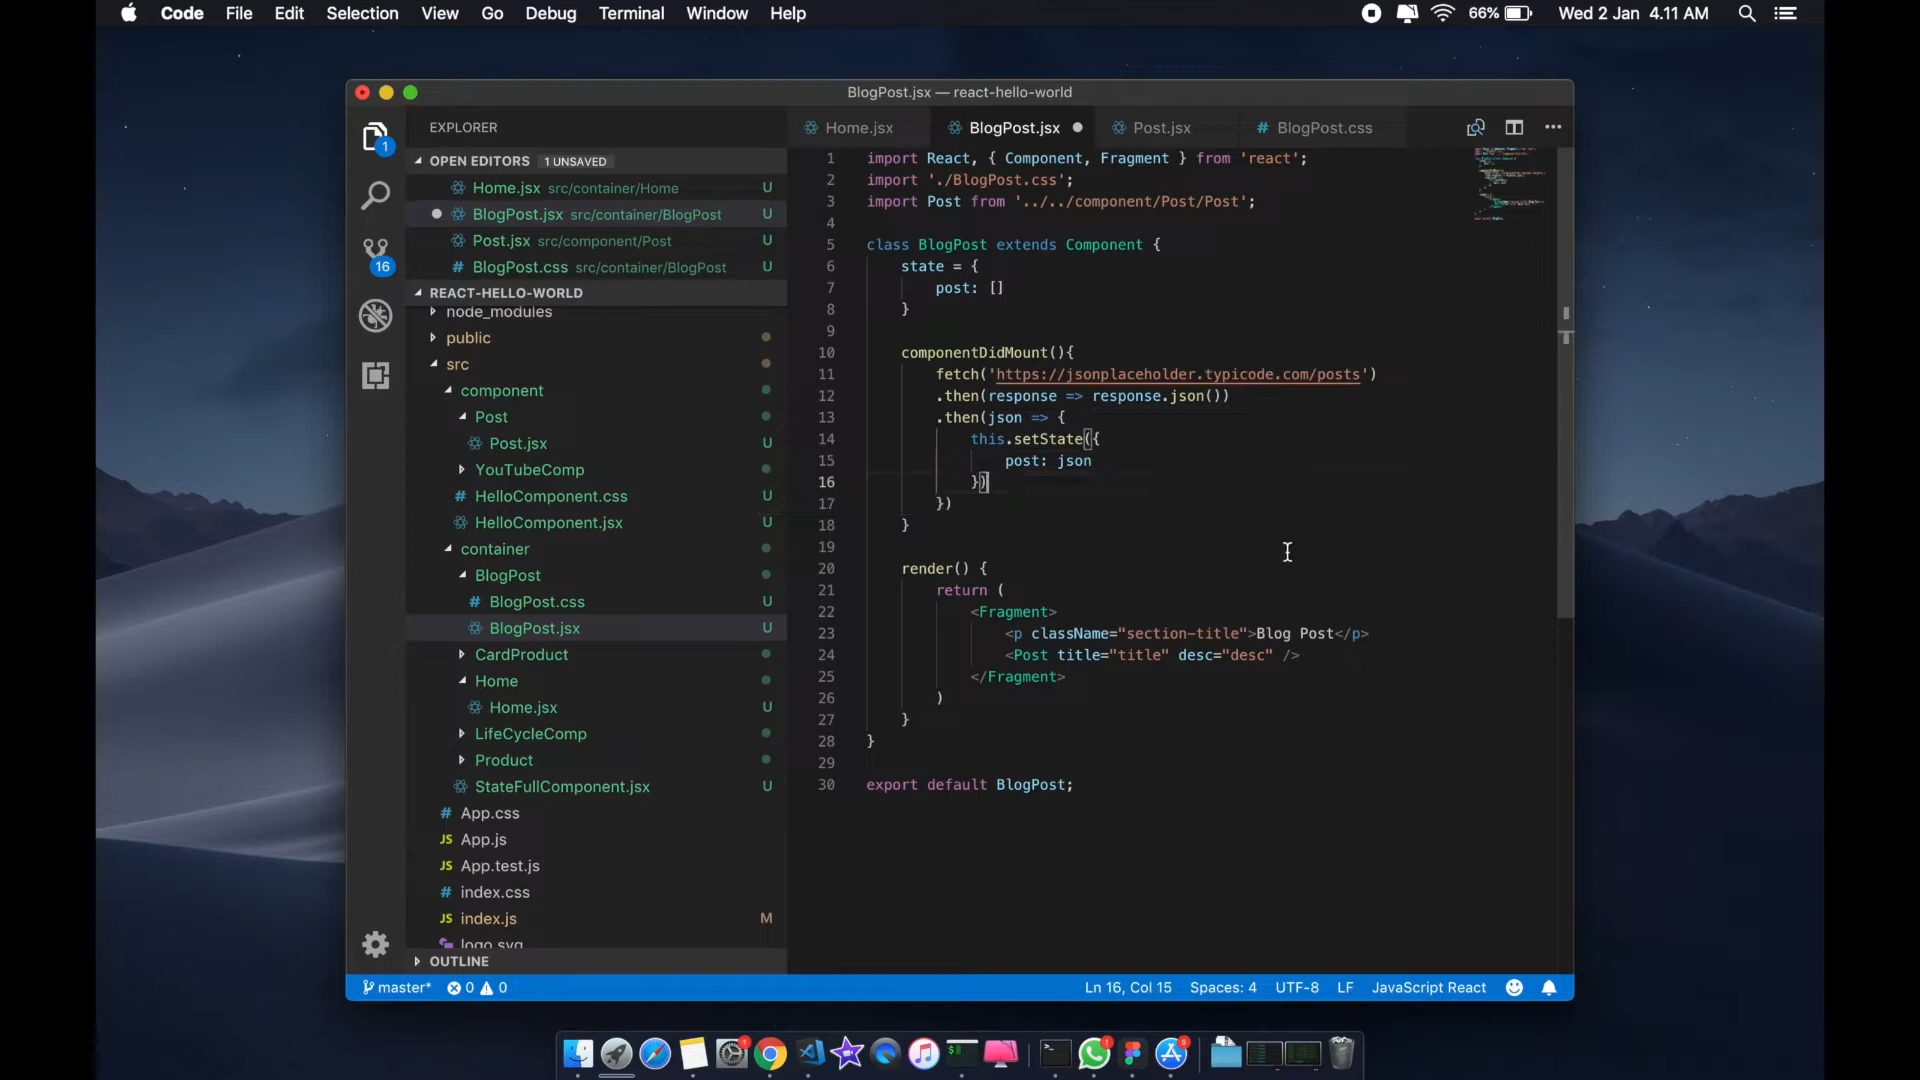 Code File Edit Selection View Go Debug Terminal Window Help 66% Wed 2 Jan 4.11 AM
BlogPost.jsx — react-hello-world
EXPLORER
1
OPEN EDITORS 1 UNSAVED
Home.jsx src/container/Home U
BlogPost.jsx src/container/BlogPost U
Post.jsx src/component/Post U
# BlogPost.css src/container/BlogPost U
16
REACT-HELLO-WORLD
node_modules
public
src
component
Post
Post.jsx U
YouTubeComp
# HelloComponent.css U
HelloComponent.jsx U
container
BlogPost
# BlogPost.css U
BlogPost.jsx U
CardProduct
Home
Home.jsx U
LifeCycleComp
Product
StateFullComponent.jsx U
# App.css
JS App.js
JS App.test.js
# index.css
JS index.js M
logo.svg
OUTLINE
Home.jsx BlogPost.jsx Post.jsx # BlogPost.css
1 import React, { Component, Fragment } from 'react';
2 import './BlogPost.css';
3 import Post from '../../component/Post/Post';
4
5 class BlogPost extends Component {
6 state = {
7 post: []
8 }
9
10 componentDidMount(){
11 fetch('https://jsonplaceholder.typicode.com/posts')
12 .then(response => response.json())
13 .then(json => {
14 this.setState({
15 post: json
16 })
17 })
18 }
19
20 render() {
21 return (
22 <Fragment>
23 <p className="section-title">Blog Post</p>
24 <Post title="title" desc="desc" />
25 </Fragment>
26 )
27 }
28 }
29
30 export default BlogPost;
master* 0 0 Ln 16, Col 15 Spaces: 4 UTF-8 LF JavaScript React